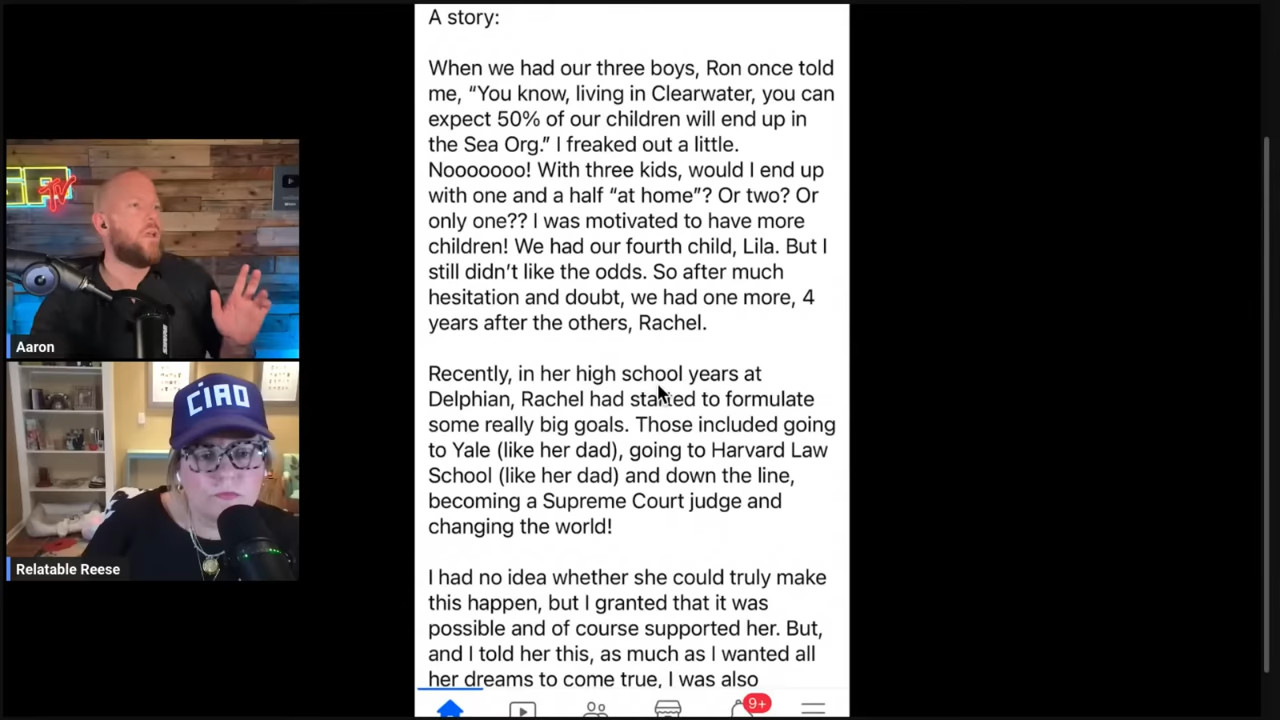 A story:
When we had our three boys, Ron once told
me, “You know, living in Clearwater, you can
expect 50% of our children will end up in
the Sea Org.” I freaked out a little.
Nooooooo! With three kids, would I end up
with one and a half “at home”? Or two? Or
only one?? I was motivated to have more
children! We had our fourth child, Lila. But I
still didn’t like the odds. So after much
hesitation and doubt, we had one more, 4
years after the others, Rachel.
Recently, in her high school years at
Delphian, Rachel had started to formulate
some really big goals. Those included going
to Yale (like her dad), going to Harvard Law
School (like her dad) and down the line,
becoming a Supreme Court judge and
changing the world!
I had no idea whether she could truly make
this happen, but I granted that it was
possible and of course supported her. But,
and I told her this, as much as I wanted all
her dreams to come true, I was also
9+
TV
Aaron
CIAO
Relatable Reese